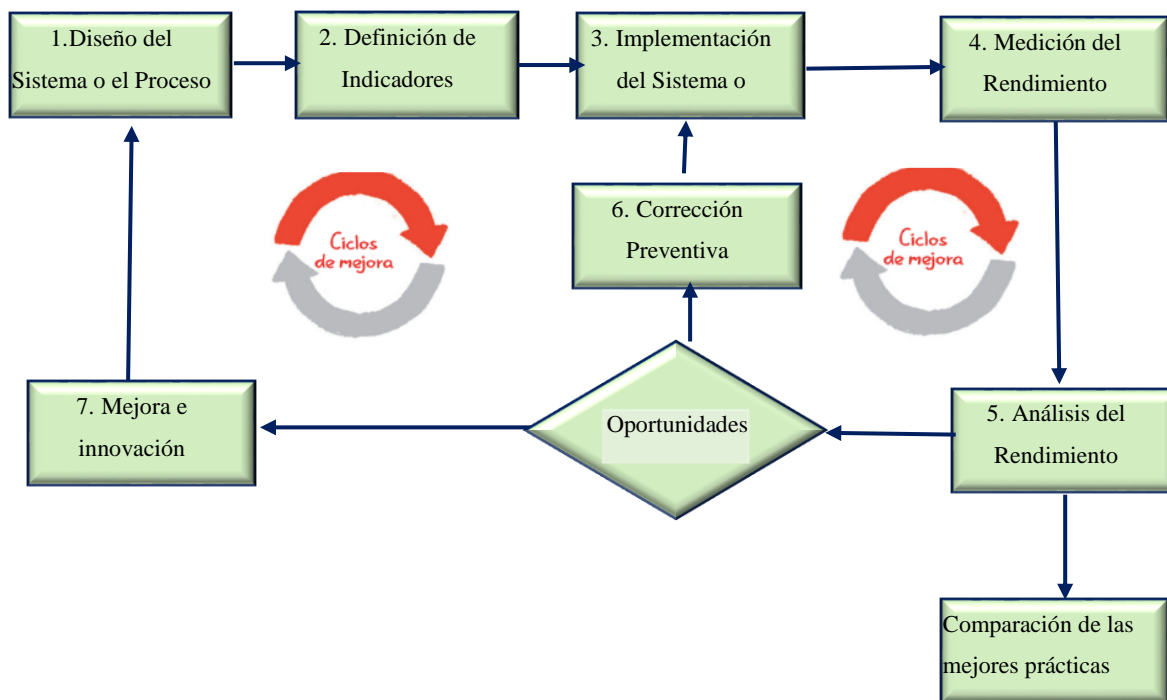 1.Diseño del
Sistema o el Proceso
2. Definición de
Indicadores
3. Implementación
del Sistema o
4. Medición del
Rendimiento
Ciclos
de mejora
6. Corrección
Preventiva
Ciclos
de mejora
7. Mejora e
innovación
Oportunidades
5. Análisis del
Rendimiento
Comparación de las
mejores prácticas